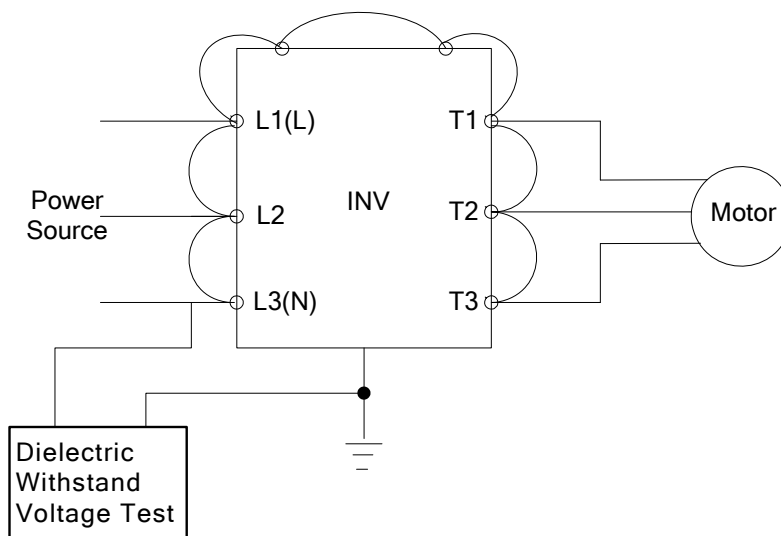 L1(L)
T1
Power
Source
L2
INV
T2
Motor
L3(N)
T3
Dielectric
Withstand
Voltage Test